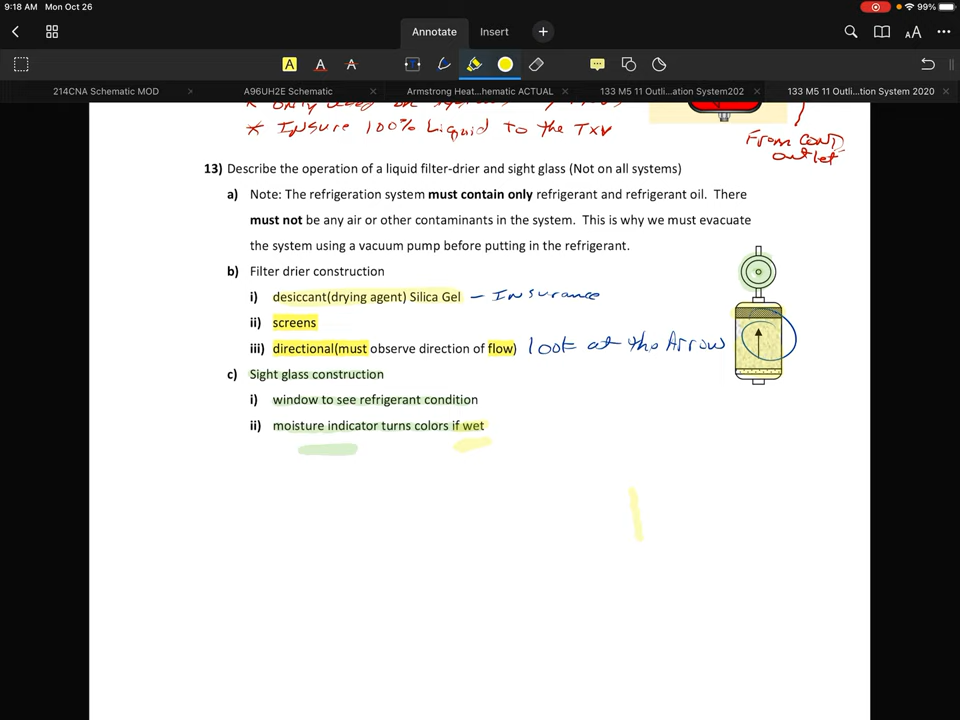 9:18 AM Mon Oct 26
99%
Annotate
Insert
214CNA Schematic MOD
A96UH2E Schematic
Armstrong Heat...hematic ACTUAL
133 M5 11 Outli...ation System202
133 M5 11 Outli...tion System 2020
* Insure 100% Liquid to the TXV
From COND
outlet
13) Describe the operation of a liquid filter-drier and sight glass (Not on all systems)
a) Note: The refrigeration system must contain only refrigerant and refrigerant oil. There
must not be any air or other contaminants in the system. This is why we must evacuate
the system using a vacuum pump before putting in the refrigerant.
b) Filter drier construction
i) desiccant(drying agent) Silica Gel - Insurance
ii) screens
iii) directional(must observe direction of flow) look at the Arrow
c) Sight glass construction
i) window to see refrigerant condition
ii) moisture indicator turns colors if wet